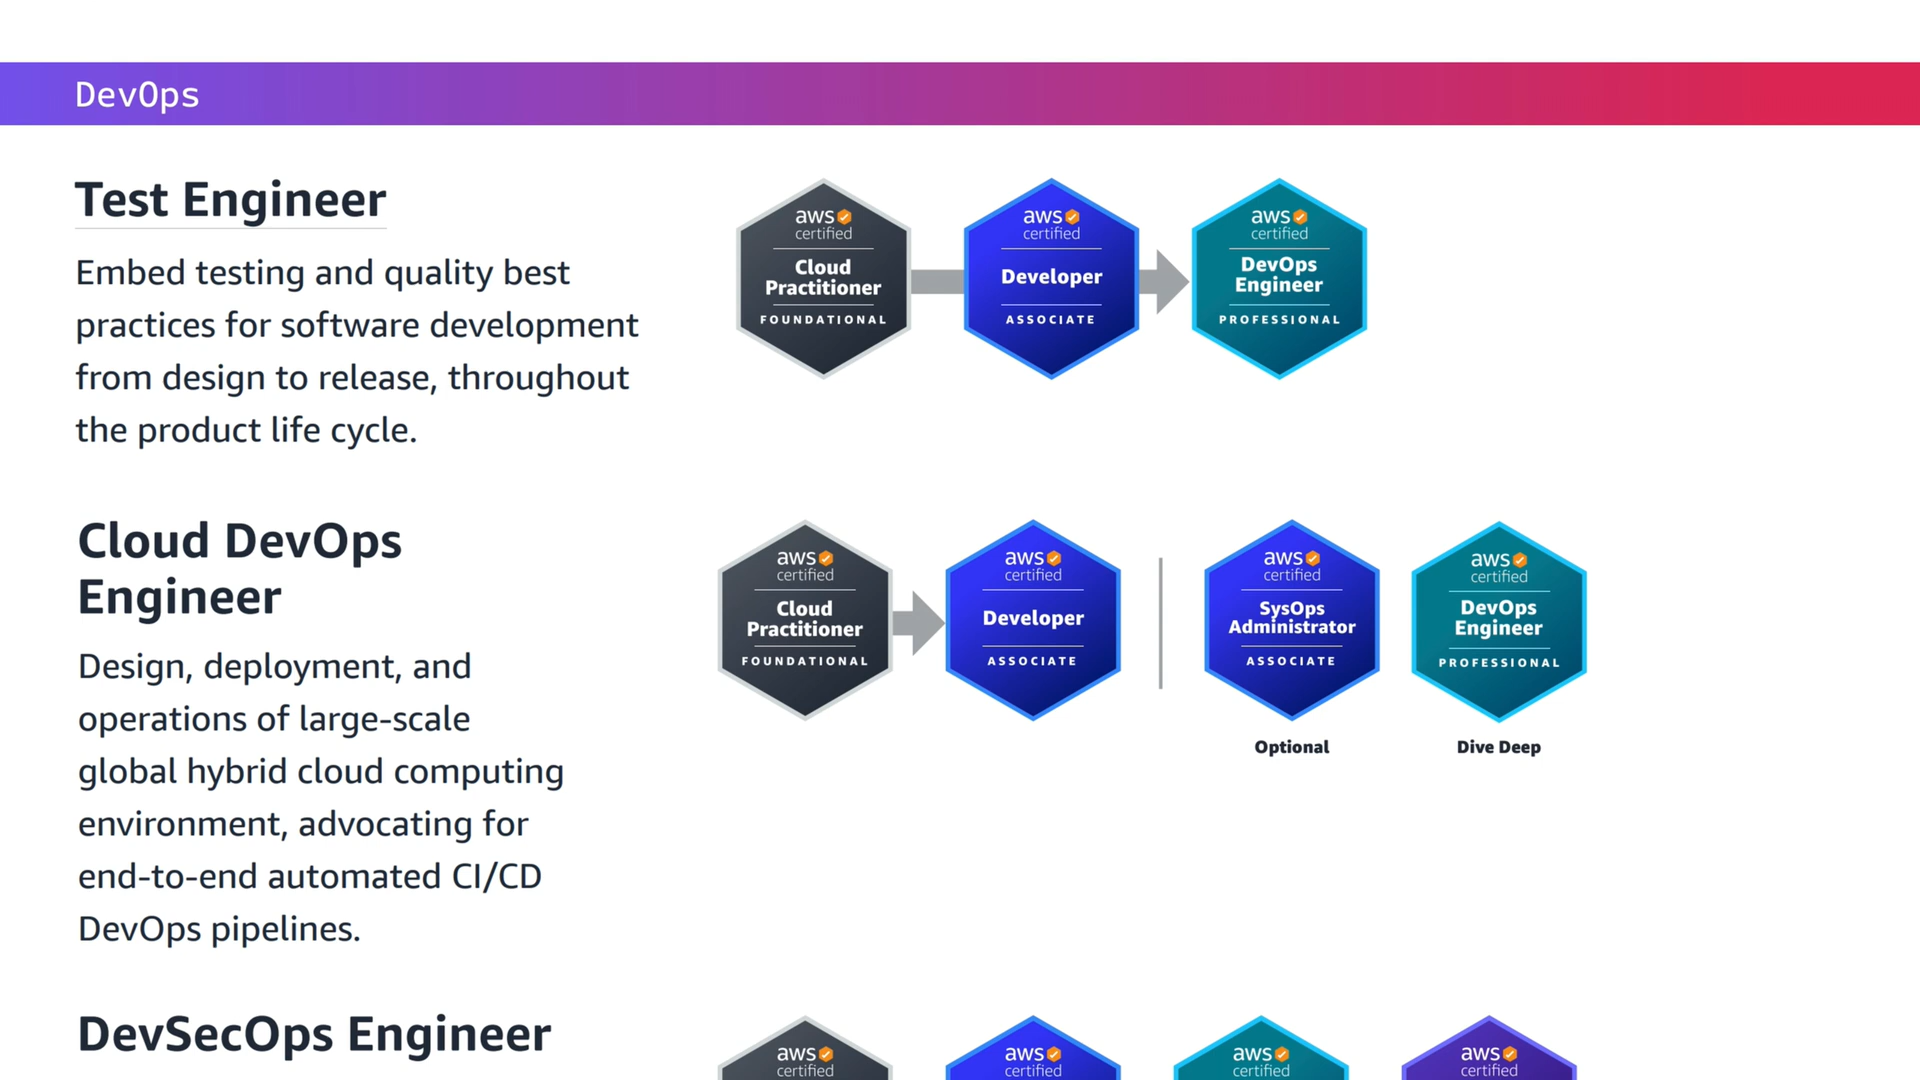 DevOps
Test Engineer
Embed testing and quality best
practices for software development
from design to release, throughout
the product life cycle.
aws
certified
Cloud
Practitioner
FOUNDATIONAL
aws
certified
Developer
ASSOCIATE
aws
certified
DevOps
Engineer
PROFESSIONAL
Cloud DevOps
Engineer
Design, deployment, and
operations of large-scale
global hybrid cloud computing
environment, advocating for
end-to-end automated CI/CD
DevOps pipelines.
aws
certified
Cloud
Practitioner
FOUNDATIONAL
aws
certified
Developer
ASSOCIATE
aws
certified
SysOps
Administrator
ASSOCIATE
Optional
aws
certified
DevOps
Engineer
PROFESSIONAL
Dive Deep
DevSecOps Engineer
aws
certified
aws
certified
aws
certified
aws
certified